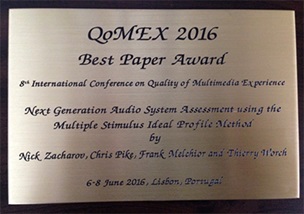 QoMEX 2016
Best Paper Award
8th International Conference on Quality of Multimedia Experience
Next Generation Audio System Assessment using the
Multiple Stimulus Ideal Profile Method
by
Nick Zacharov, Chris Pike, Frank Melchior and Thierry Worch
6-8 June 2016, Lisbon, Portugal